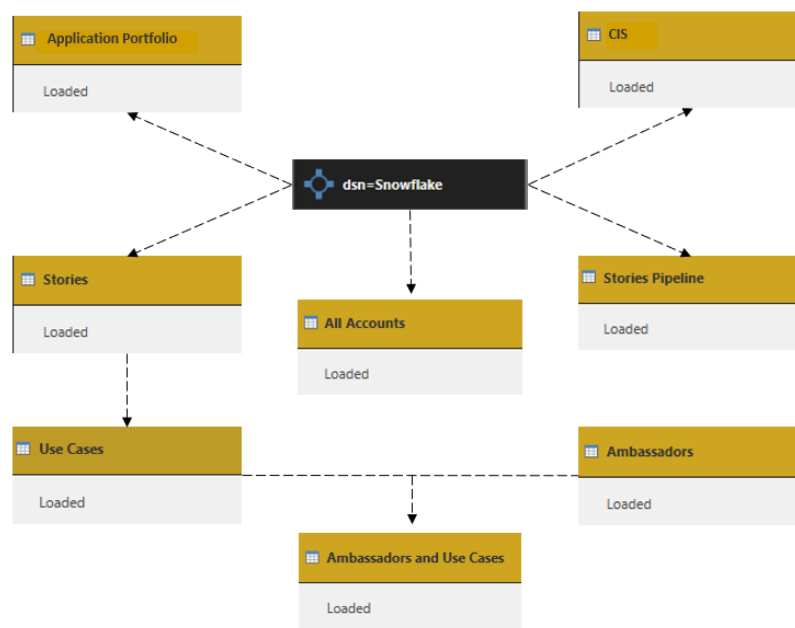 Application Portfolio
Loaded
CIS
Loaded
dsn=Snowflake
Stories
Loaded
All Accounts
Loaded
Stories Pipeline
Loaded
Use Cases
Loaded
Ambassadors
Loaded
Ambassadors and Use Cases
Loaded